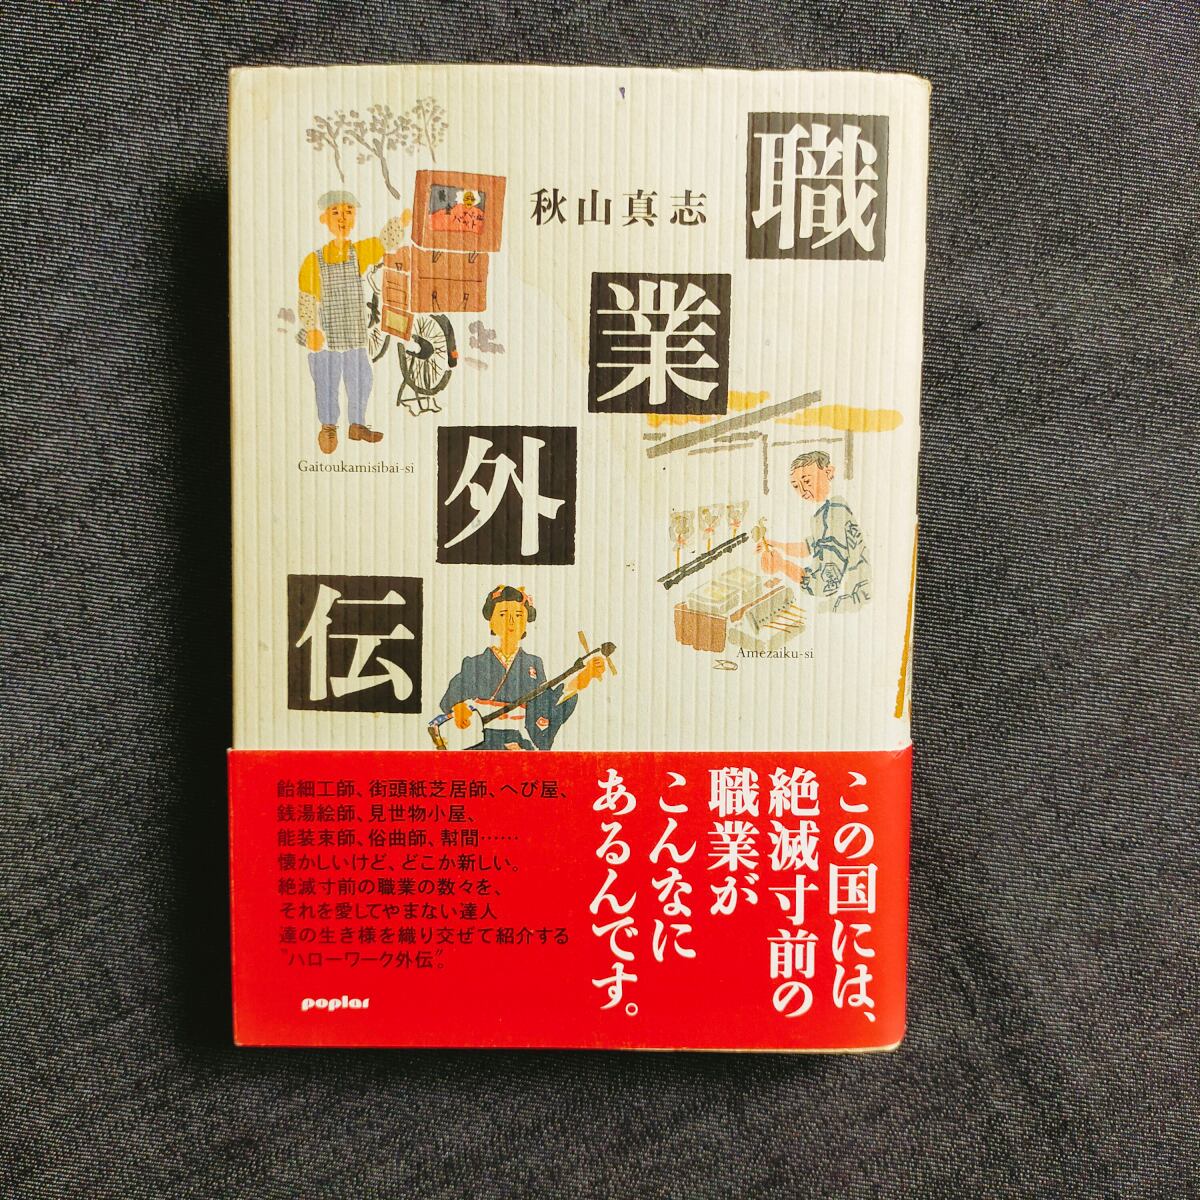 職業外伝
秋山真志
Gaitoukamisibai-si
Amezaiku-si
この国には、
絶滅寸前の
職業が
こんなに
あるんです。
飴細工師、街頭紙芝居師、へび屋、
銭湯絵師、見世物小屋、
能装束師、俗曲師、幇間……
懐かしいけど、どこか新しい。
絶滅寸前の職業の数々を、
それを愛してやまない達人
達の生き様を織り交ぜて紹介する
"ハローワーク外伝"。
poplar